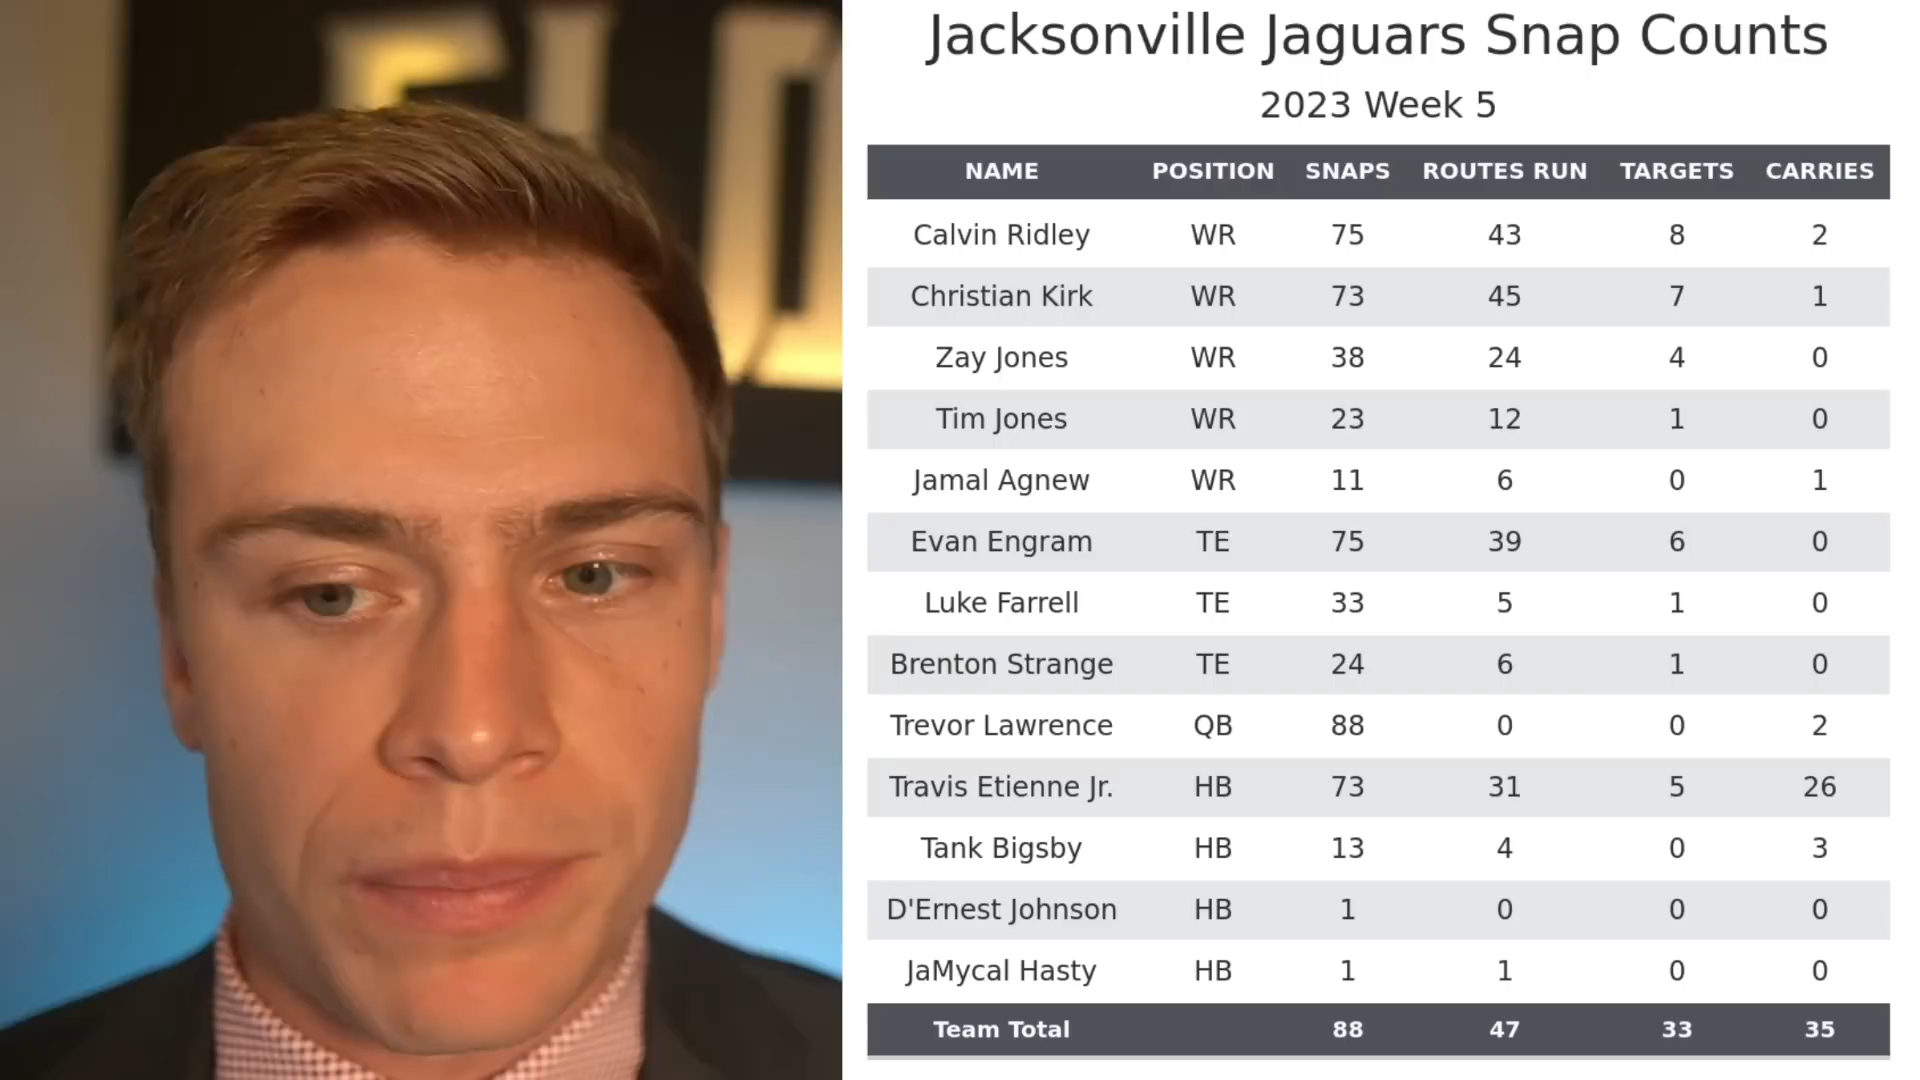 Jacksonville Jaguars Snap Counts
2023 Week 5
NAME POSITION SNAPS ROUTES RUN TARGETS CARRIES
Calvin Ridley WR 75 43 8 2
Christian Kirk WR 73 45 7 1
Zay Jones WR 38 24 4 0
Tim Jones WR 23 12 1 0
Jamal Agnew WR 11 6 0 1
Evan Engram TE 75 39 6 0
Luke Farrell TE 33 5 1 0
Brenton Strange TE 24 6 1 0
Trevor Lawrence QB 88 0 0 2
Travis Etienne Jr. HB 73 31 5 26
Tank Bigsby HB 13 4 0 3
D'Ernest Johnson HB 1 0 0 0
JaMycal Hasty HB 1 1 0 0
Team Total 88 47 33 35